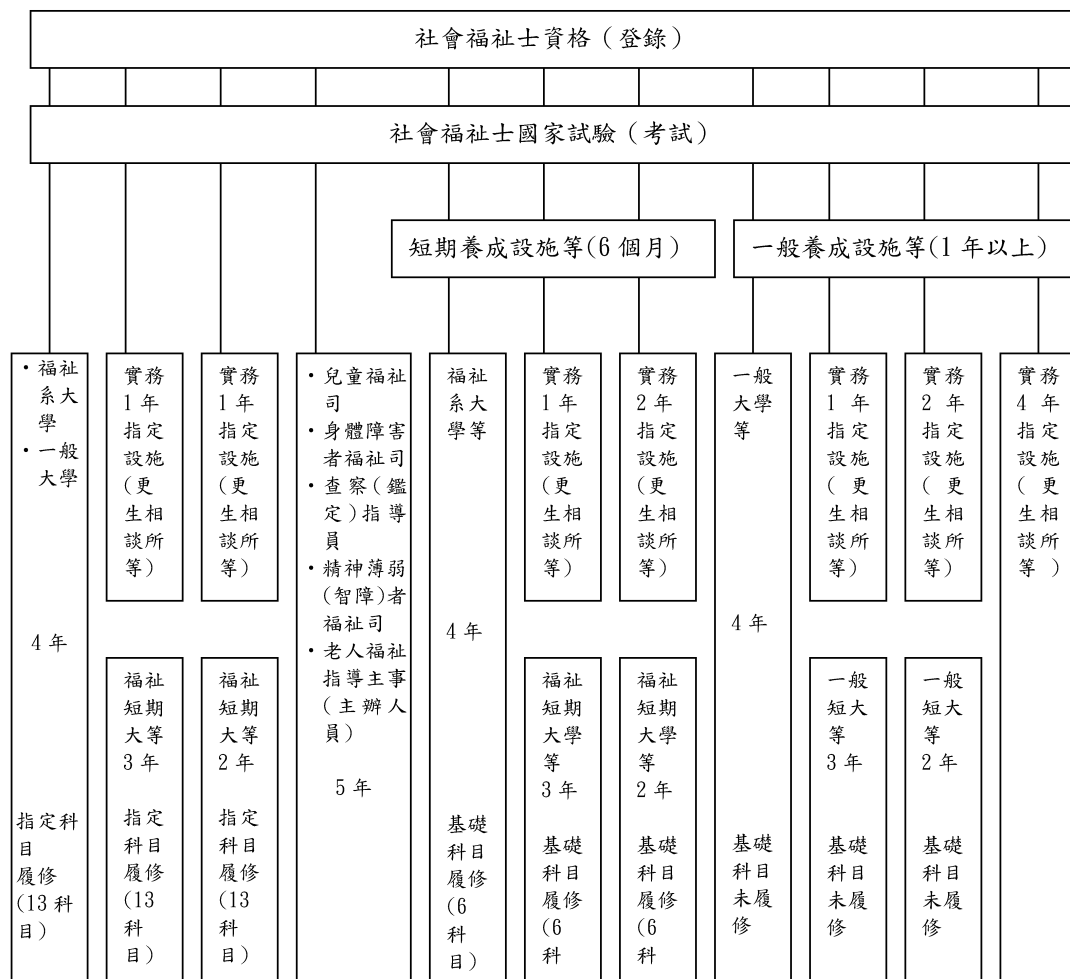 社會福祉士資格（登錄）
社會福祉士國家試驗（考試）
短期養成設施等(6 個月)
一般養成設施等(1 年以上)
・福祉
系大
學
・一般
大學
4 年
指定科
目
履修
(13 科
目)
實務
1 年
指定
設施
(更
生相
談所
等)
福祉
短期
大等
3 年
指定
科目
履修
(13
科
目)
實務
1 年
指定
設施
(更
生相
談所
等)
福祉
短期
大等
2 年
指定
科目
履修
(13
科
目)
・兒童福祉
司
・身體障害
者福祉司
・查察(鑑
定)指導
員
・精神薄弱
(智障)者
福祉司
・老人福祉
指導主事
(主辦人
員)
5 年
福祉
系大
學等
4 年
基礎
科目
履修
(6
科
目)
實務
1 年
指定
設施
(更
生相
談所
等)
福祉
短期
大學
等
3 年
基礎
科目
履修
(6
科
實務
2 年
指定
設施
(更
生相
談所
等)
福祉
短期
大學
等
2 年
基礎
科目
履修
(6
科
一般
大學
等
4 年
基礎
科目
未履
修
實務
1 年
指定
設施
(更
生相
談所
等)
一般
短大
等
3 年
基礎
科目
未履
修
實務
2 年
指定
設施
(更
生相
談所
等)
一般
短大
等
2 年
基礎
科目
未履
修
實務
4 年
指定
設施
(更
生相
談所
等)